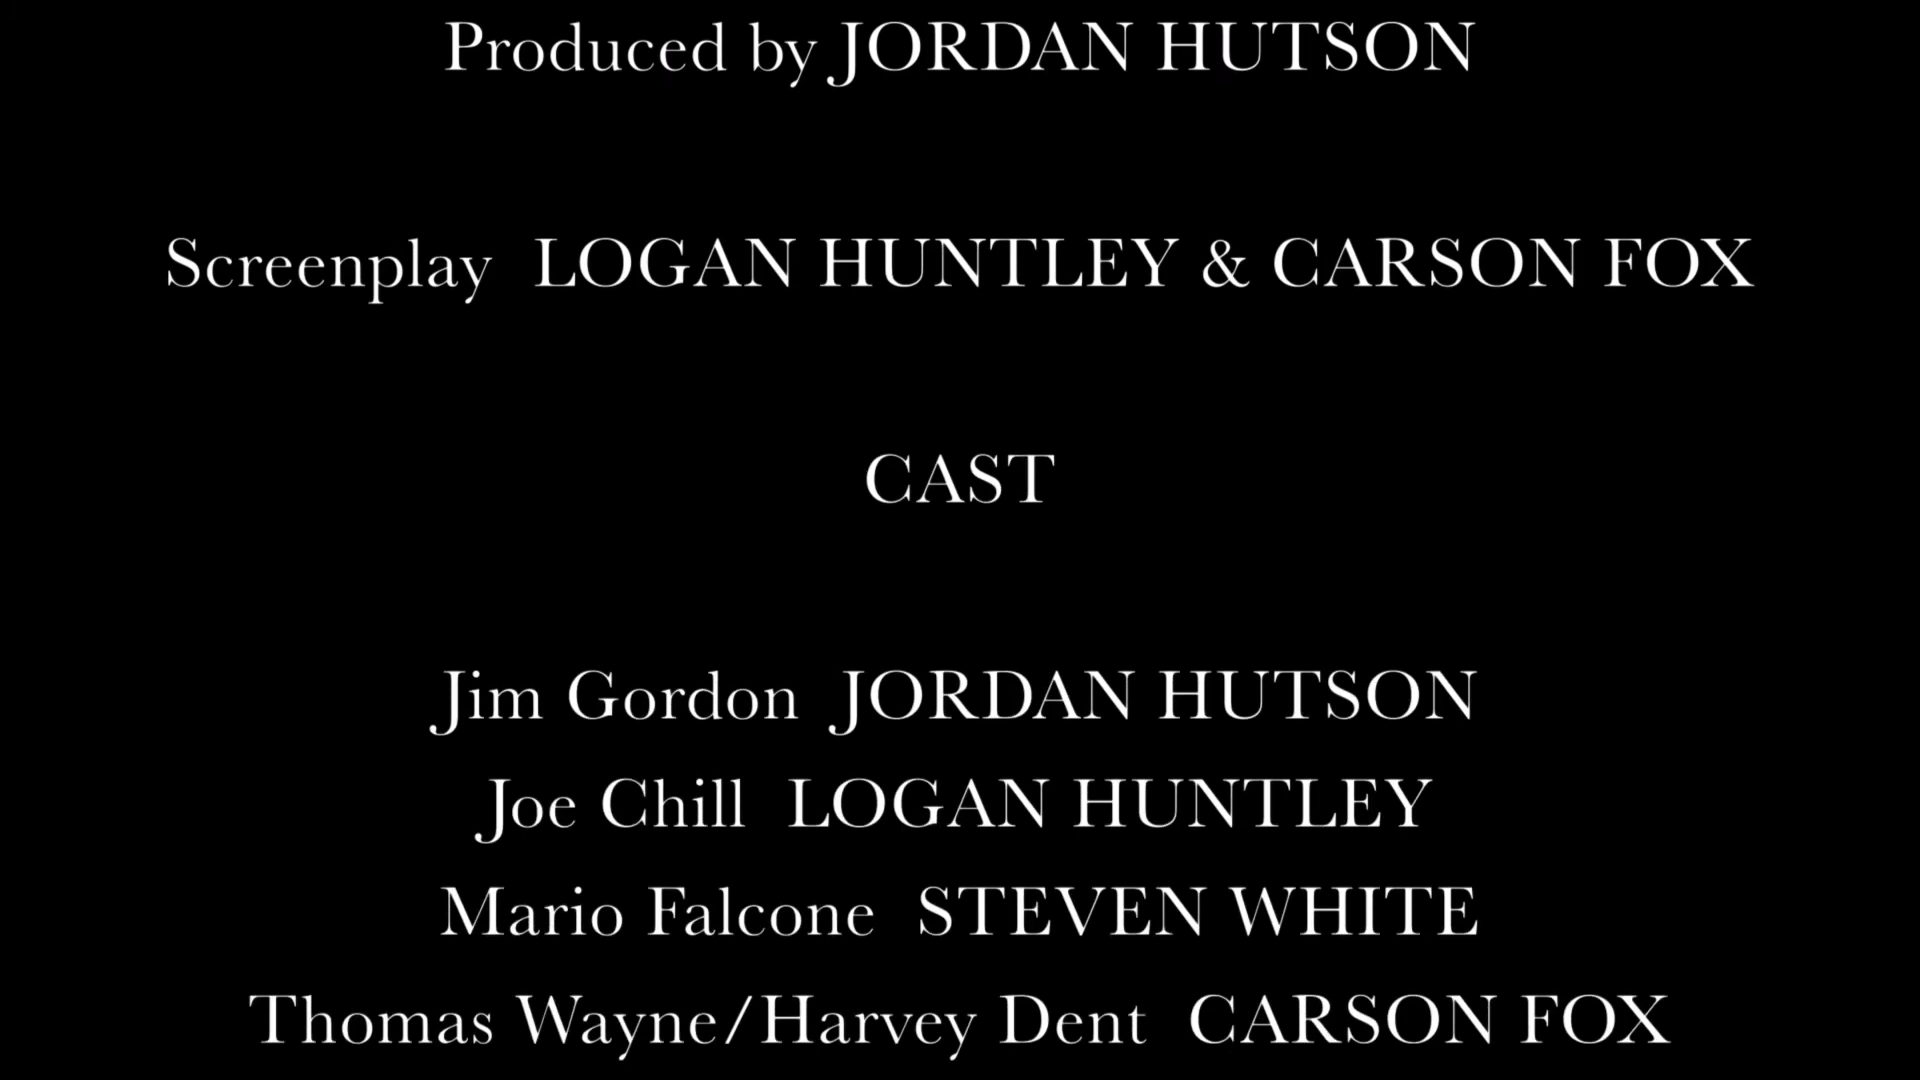 Produced by JORDAN HUTSON
Screenplay LOGAN HUNTLEY & CARSON FOX
CAST
Jim Gordon JORDAN HUTSON
Joe Chill LOGAN HUNTLEY
Mario Falcone STEVEN WHITE
Thomas Wayne/Harvey Dent CARSON FOX